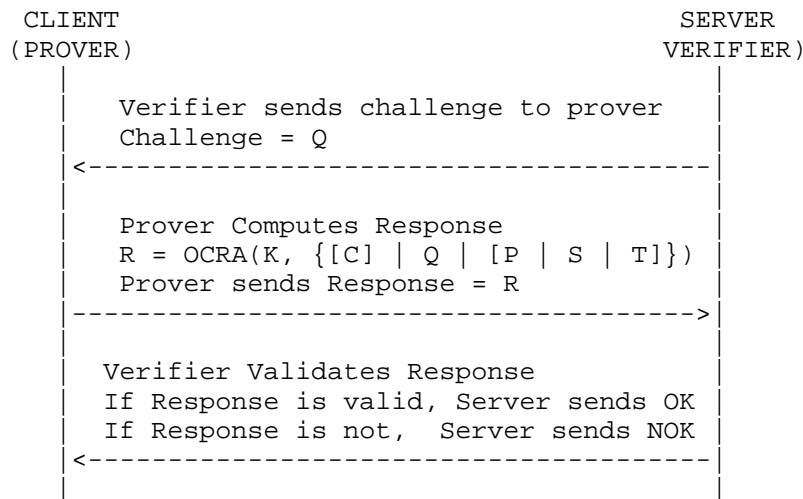 CLIENT SERVER
(PROVER) VERIFIER)
Verifier sends challenge to prover
Challenge = Q
Prover Computes Response
R = OCRA(K, {[C] | Q | [P | S | T]})
Prover sends Response = R
Verifier Validates Response
If Response is valid, Server sends OK
If Response is not,  Server sends NOK